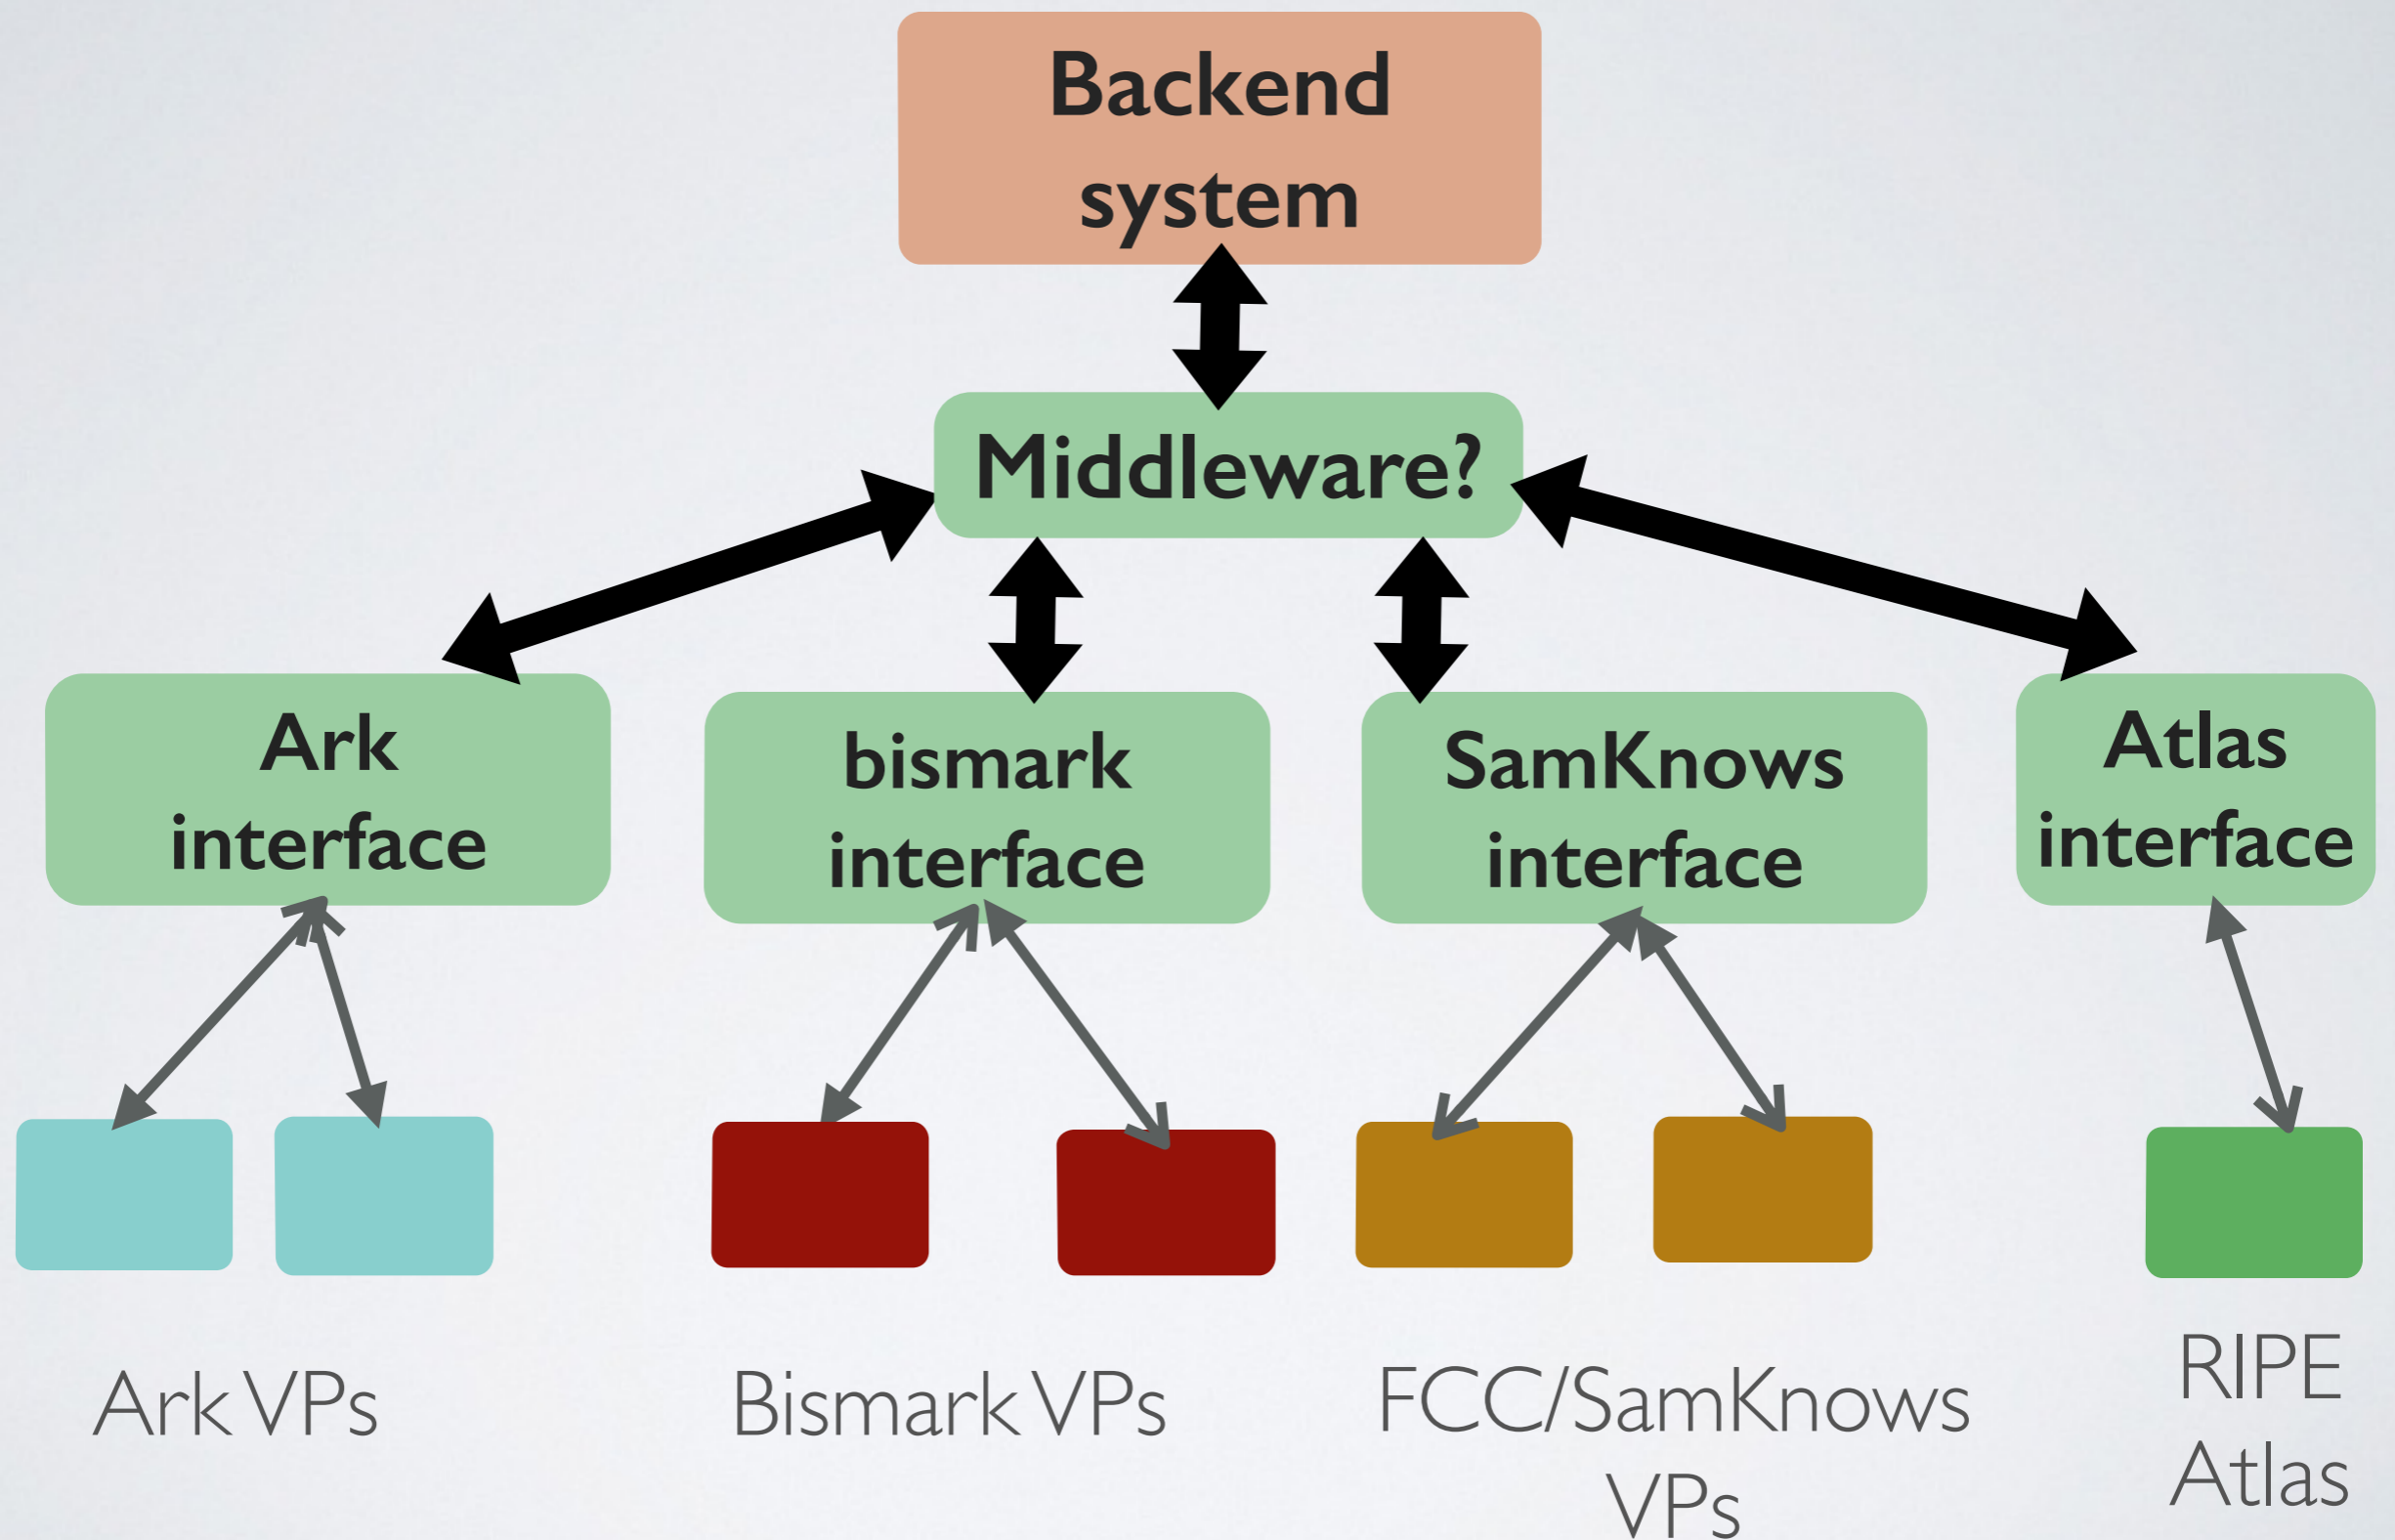 Backend
system
Middleware?
Ark
interface
bismark
interface
SamKnows
interface
Atlas
interface
Ark VPs
Bismark VPs
FCC/SamKnows
VPs
RIPE
Atlas